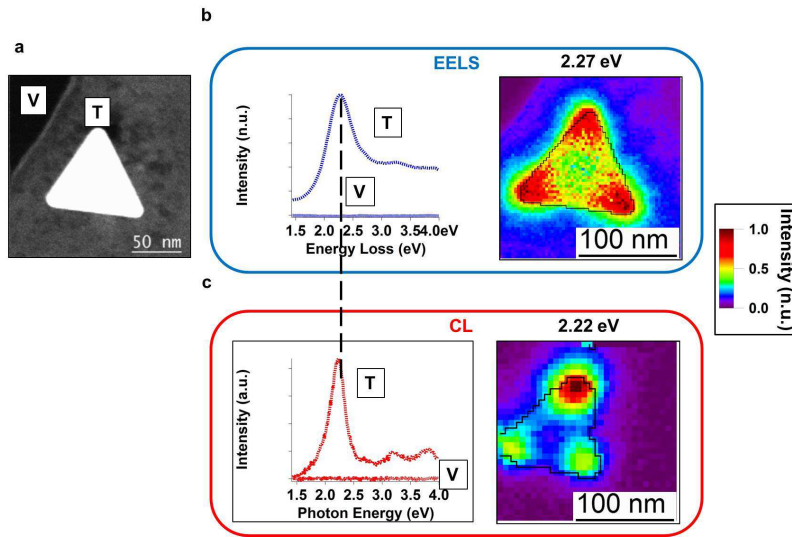 a
V
T
50 nm
b
EELS
2.27 eV
Intensity (n.u.)
T
V
1.5 2.0 2.5 3.0 3.54.0eV
Energy Loss (eV)
100 nm
c
CL
2.22 eV
Intensity (a.u.)
T
V
1.5 2.0 2.5 3.0 3.5 4.0
Photon Energy (eV)
100 nm
1.0
0.5
0.0
Intensity (n.u.)